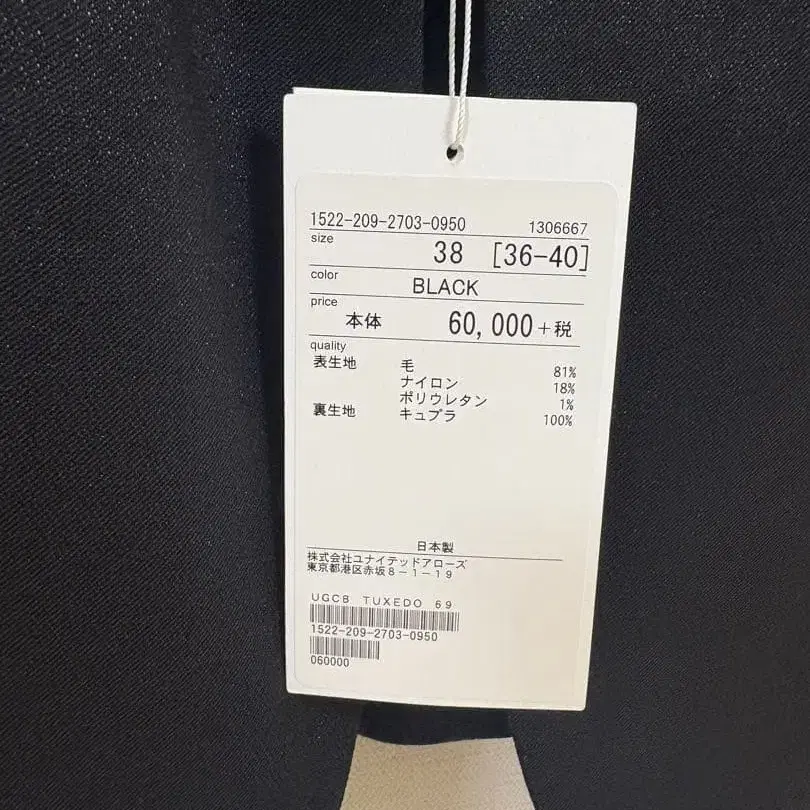 1522-209-2703-0950 1306667
size 38 [36-40]
color BLACK
price 本体 60,000+税
quality
表生地 毛 81%
ナイロン 18%
ポリウレタン 1%
裏生地 キュプラ 100%
日本製
株式会社ユナイテッドアローズ
東京都港区赤坂8-1-19
UGCB TUXEDO 69
1522-209-2703-0950
060000